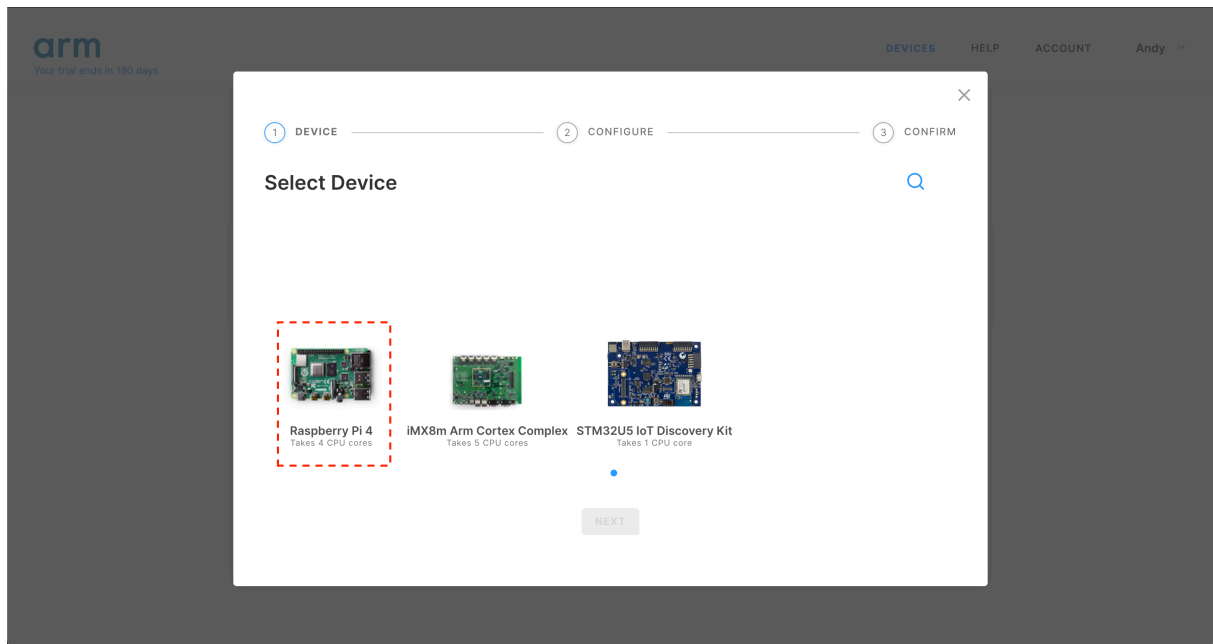 arm
Your trial ends in 180 days
DEVICES HELP ACCOUNT Andy
1 DEVICE 2 CONFIGURE 3 CONFIRM
Select Device
Raspberry Pi 4
Takes 4 CPU cores
iMX8m Arm Cortex Complex
Takes 5 CPU cores
STM32U5 IoT Discovery Kit
Takes 1 CPU core
NEXT